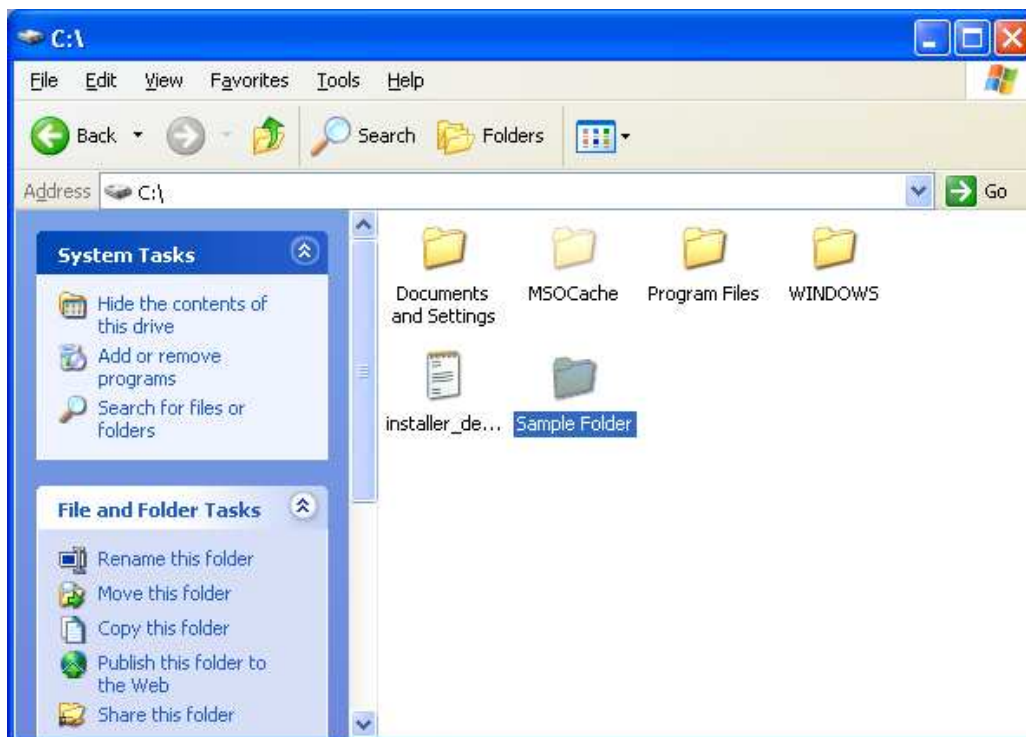 C:\
File Edit View Favorites Tools Help
Back Search Folders
Address C:\ Go
System Tasks
Hide the contents of
this drive
Add or remove
programs
Search for files or
folders
File and Folder Tasks
Rename this folder
Move this folder
Copy this folder
Publish this folder to
the Web
Share this folder
Documents
and Settings
MSOCache
Program Files
WINDOWS
installer_de...
Sample Folder